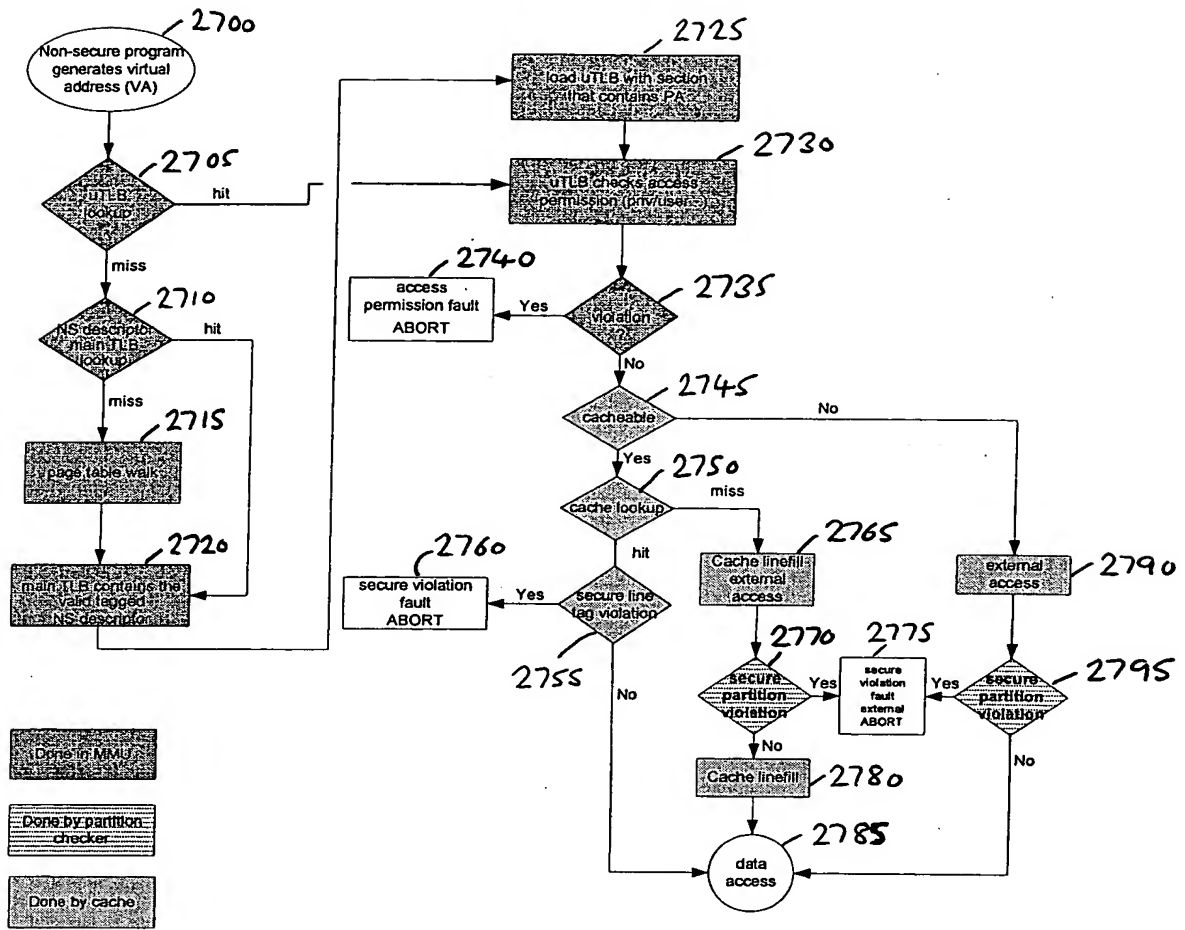 2700
Non-secure program
generates virtual
address (VA)
2705
uTLB
lookup
?
hit
miss
2710
NS descriptor
main TLB
lookup
hit
miss
2715
page table walk
2720
main TLB contains the
valid tagged
NS descriptor
2725
load uTLB with section
that contains PA
2730
uTLB checks access
permission (priv/user...)
2735
violation
?
Yes
2740
access
permission fault
ABORT
No
2745
cacheable
No
Yes
2750
cache lookup
miss
hit
2755
secure line
tag violation
Yes
2760
secure violation
fault
ABORT
No
2765
Cache linefill
external
access
2770
secure
partition
violation
Yes
2775
secure
violation
fault
external
ABORT
No
2780
Cache linefill
2785
data
access
2790
external
access
2795
secure
partition
violation
Yes
No
Done in MMU
Done by partition
checker
Done by cache